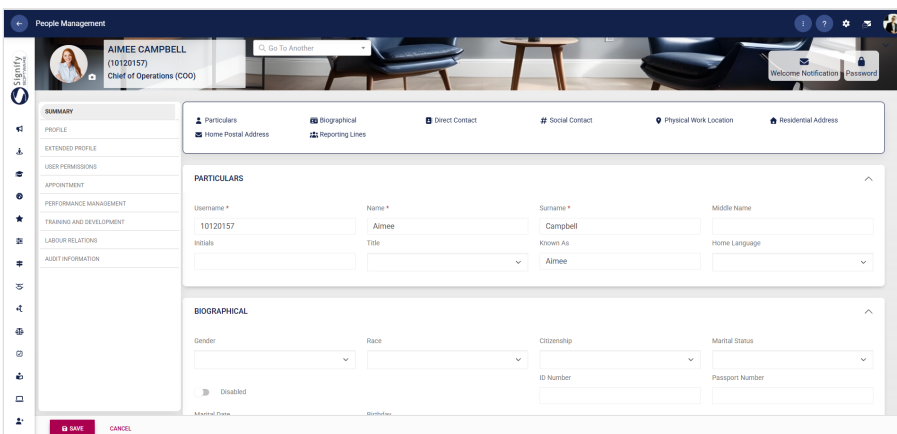 People Management
AIMEE CAMPBELL
(10120157)
Chief of Operations (COO)
Go To Another
Welcome Notification
Password
Signify
SUMMARY
PROFILE
EXTENDED PROFILE
USER PERMISSIONS
APPOINTMENT
PERFORMANCE MANAGEMENT
TRAINING AND DEVELOPMENT
LABOUR RELATIONS
AUDIT INFORMATION
Particulars Biographical Direct Contact # Social Contact Physical Work Location Residential Address
Home Postal Address Reporting Lines
PARTICULARS
Username * Name * Surname * Middle Name
10120157 Aimee Campbell
Initials Title Known As Home Language
Aimee
BIOGRAPHICAL
Gender Race Citizenship Marital Status
ID Number Passport Number
Disabled
Marital Date Birthday
SAVE CANCEL